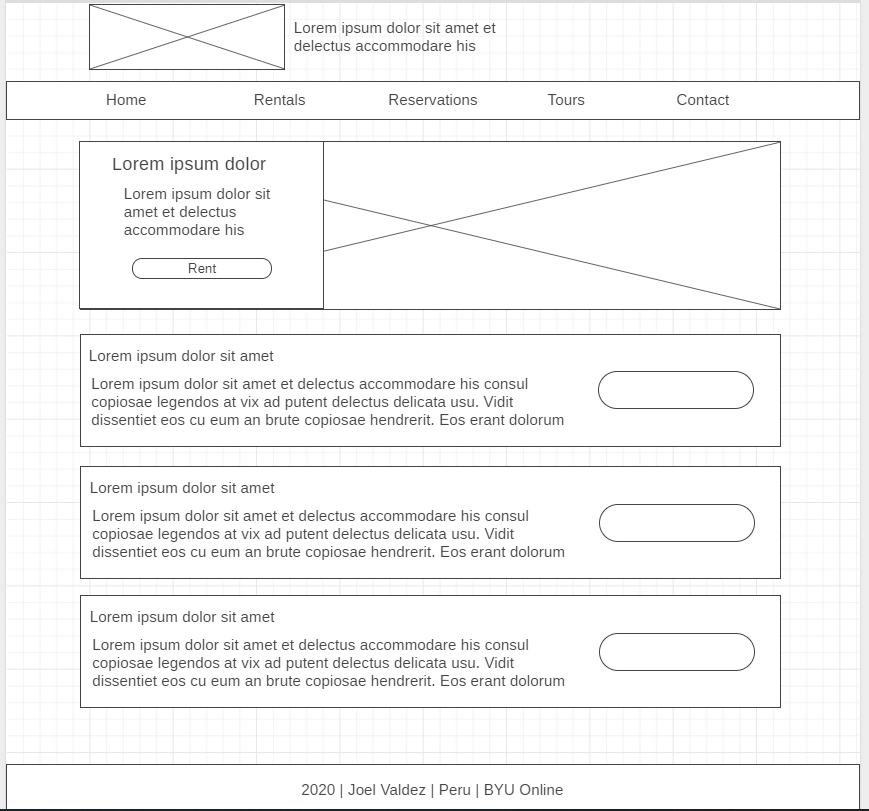 Lorem ipsum dolor sit amet et
delectus accommodare his
Home Rentals Reservations Tours Contact
Lorem ipsum dolor
Lorem ipsum dolor sit
amet et delectus
accommodare his
Rent
Lorem ipsum dolor sit amet
Lorem ipsum dolor sit amet et delectus accommodare his consul
copiosae legendos at vix ad putent delectus delicata usu. Vidit
dissentiet eos cu eum an brute copiosae hendrerit. Eos erant dolorum
Lorem ipsum dolor sit amet
Lorem ipsum dolor sit amet et delectus accommodare his consul
copiosae legendos at vix ad putent delectus delicata usu. Vidit
dissentiet eos cu eum an brute copiosae hendrerit. Eos erant dolorum
Lorem ipsum dolor sit amet
Lorem ipsum dolor sit amet et delectus accommodare his consul
copiosae legendos at vix ad putent delectus delicata usu. Vidit
dissentiet eos cu eum an brute copiosae hendrerit. Eos erant dolorum
2020 | Joel Valdez | Peru | BYU Online